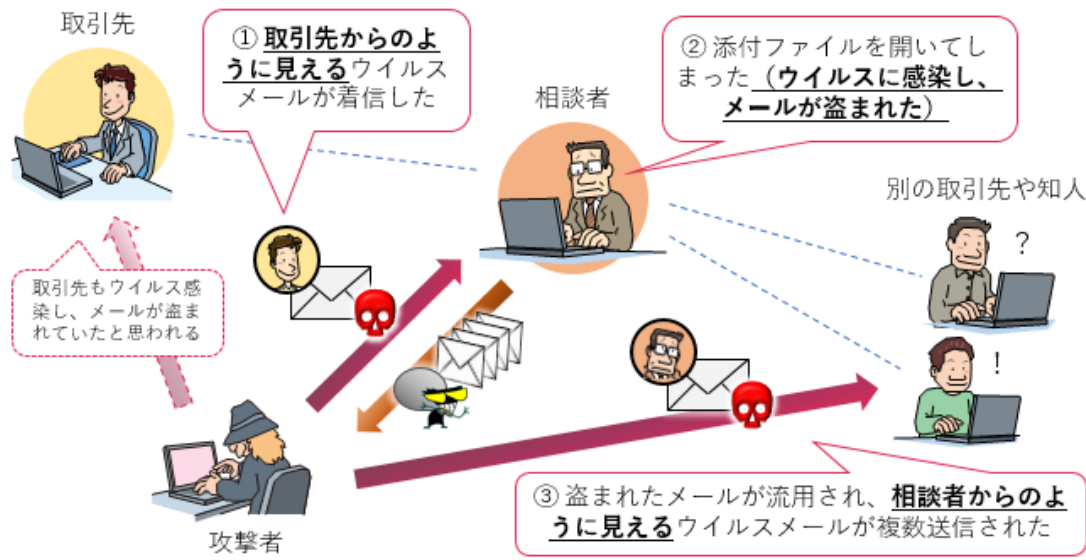 取引先
① 取引先からのよ
うに見えるウイルス
メールが着信した
相談者
② 添付ファイルを開いてし
まった（ウイルスに感染し、
メールが盗まれた）
別の取引先や知人
?
取引先もウイルス感
染し、メールが盗ま
れていたと思われる
!
攻撃者
③ 盗まれたメールが流用され、相談者からのよ
うに見えるウイルスメールが複数送信された